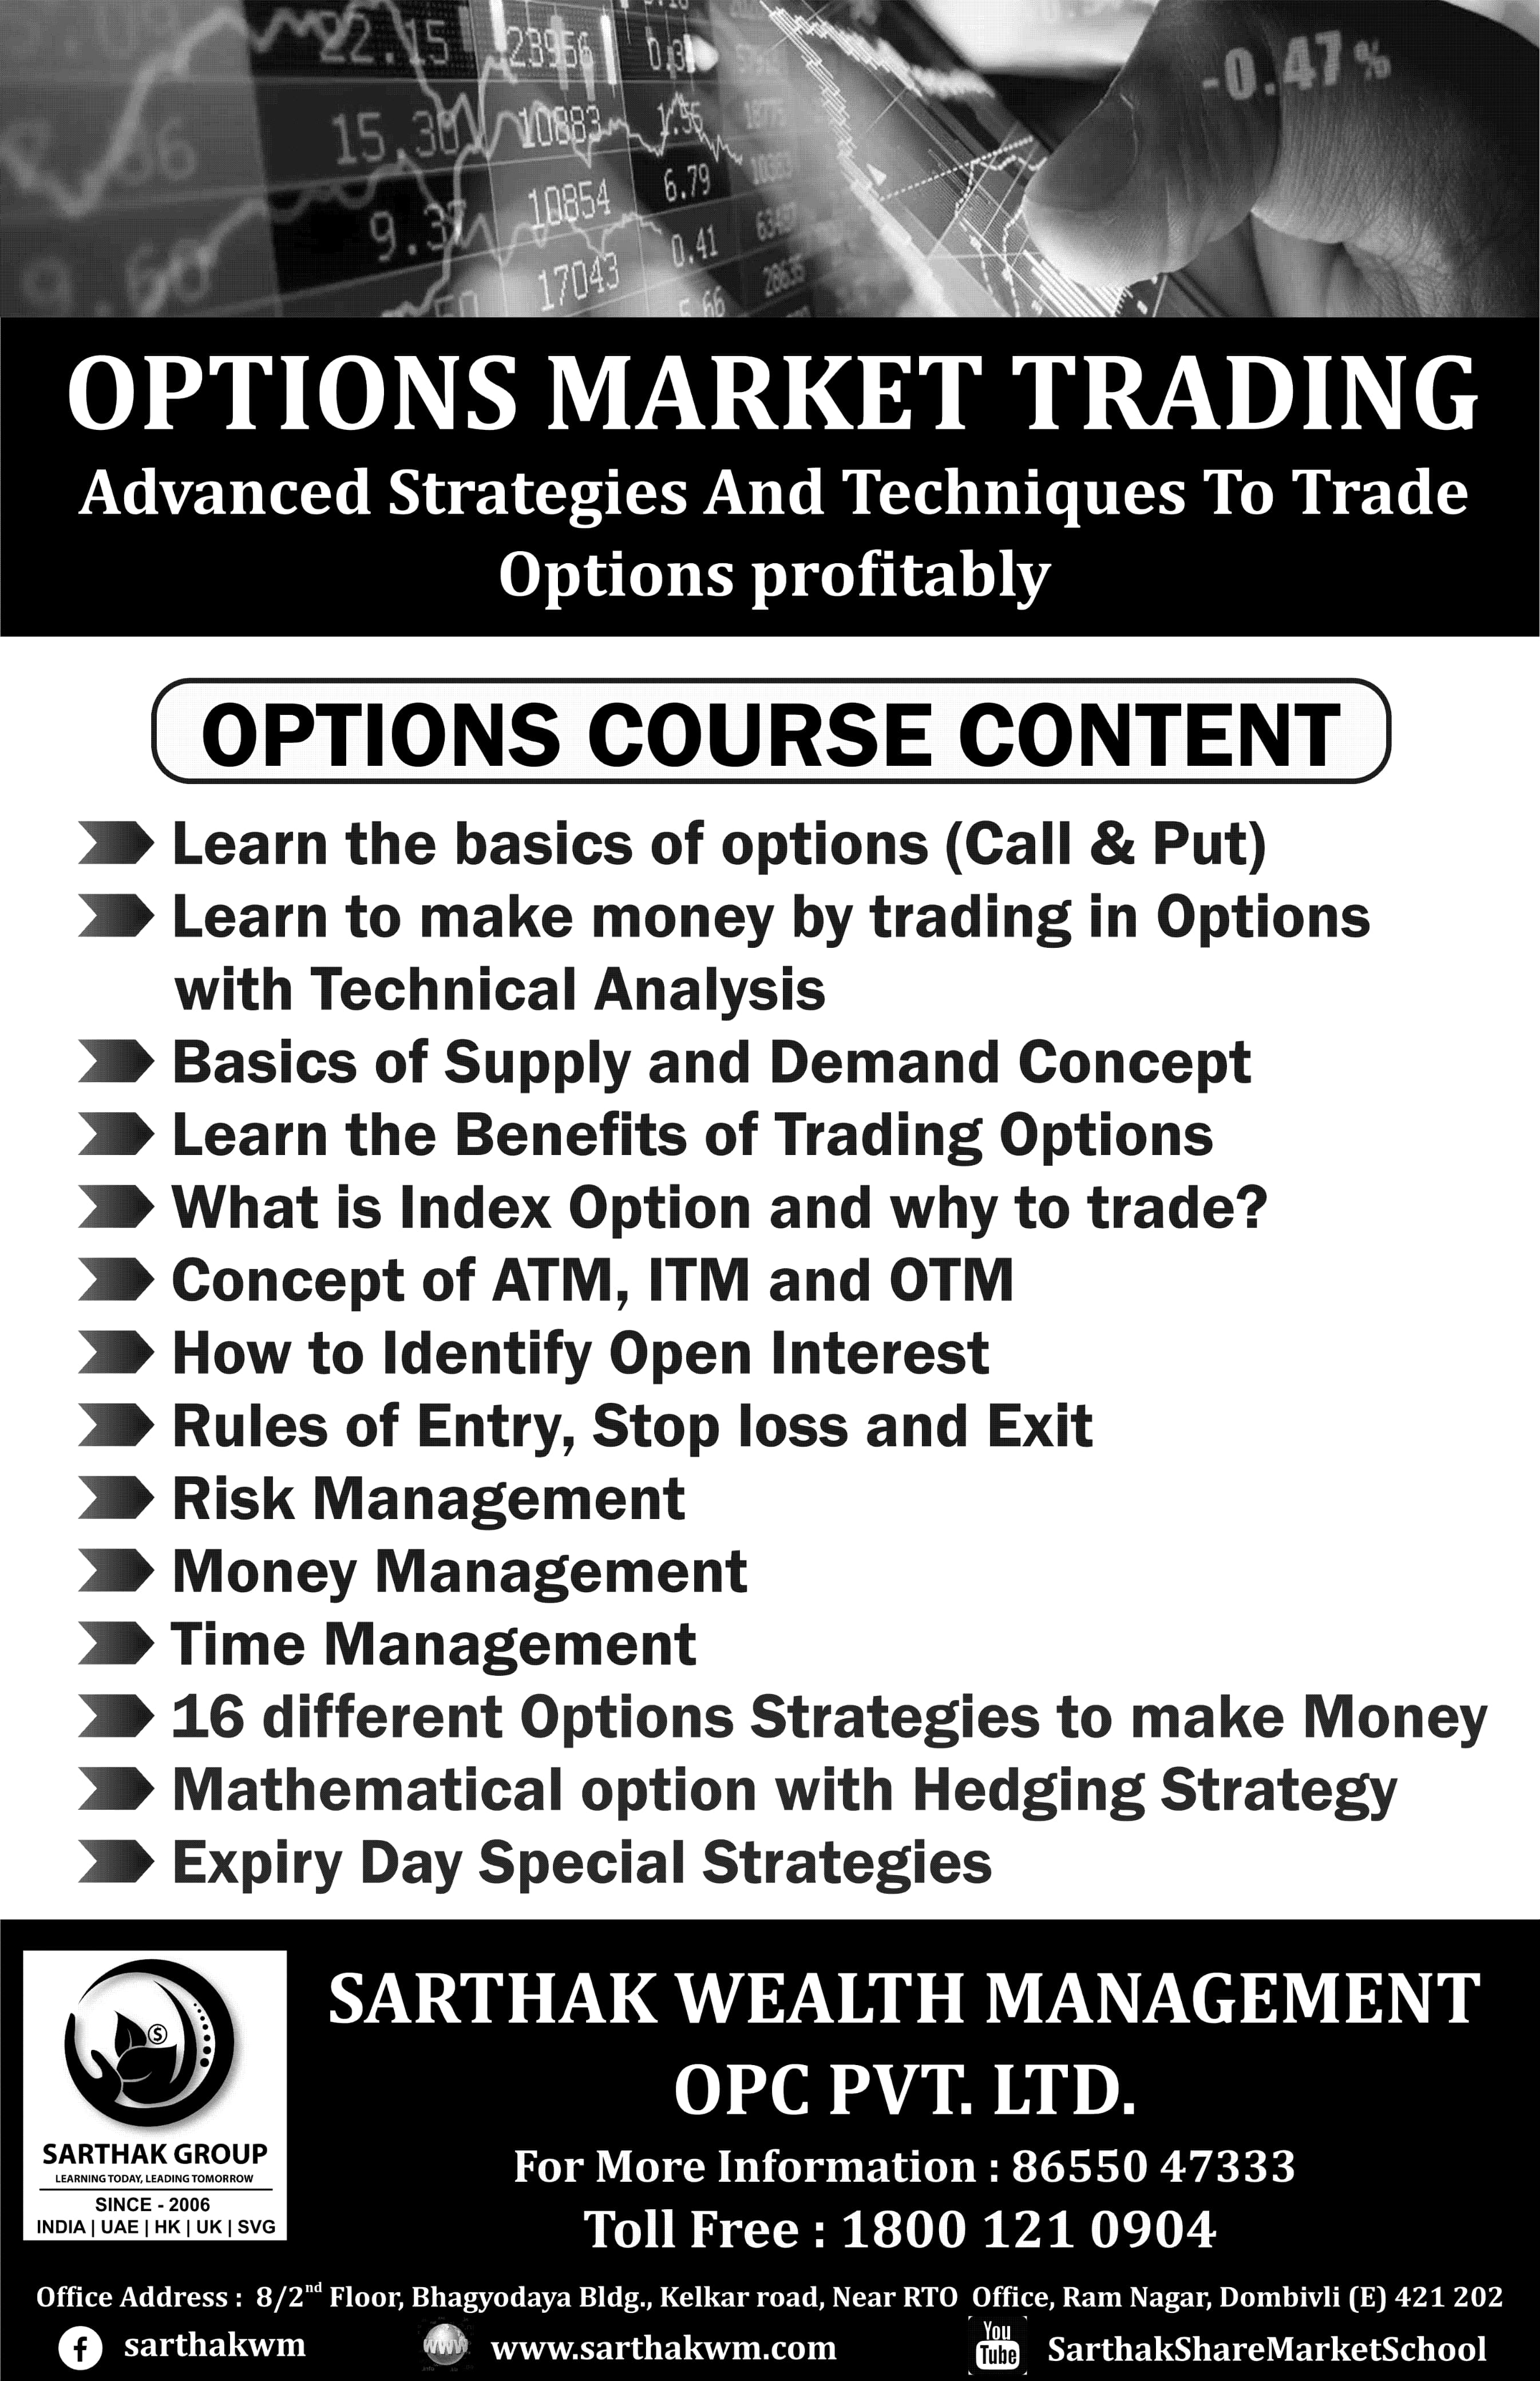 22.15
23956
15.30
10883
1.56
9.37
10854
6.79
17043
0.41
-0.47%
OPTIONS MARKET TRADING
Advanced Strategies And Techniques To Trade
Options profitably
OPTIONS COURSE CONTENT
Learn the basics of options (Call & Put)
Learn to make money by trading in Options
with Technical Analysis
Basics of Supply and Demand Concept
Learn the Benefits of Trading Options
What is Index Option and why to trade?
Concept of ATM, ITM and OTM
How to Identify Open Interest
Rules of Entry, Stop loss and Exit
Risk Management
Money Management
Time Management
16 different Options Strategies to make Money
Mathematical option with Hedging Strategy
Expiry Day Special Strategies
SARTHAK WEALTH MANAGEMENT
OPC PVT. LTD.
For More Information : 86550 47333
Toll Free : 1800 121 0904
SARTHAK GROUP
LEARNING TODAY, LEADING TOMORROW
SINCE - 2006
INDIA | UAE | HK | UK | SVG
Office Address : 8/2nd Floor, Bhagyodaya Bldg., Kelkar road, Near RTO Office, Ram Nagar, Dombivli (E) 421 202
sarthakwm
www
www.sarthakwm.com
You
Tube
SarthakShareMarketSchool